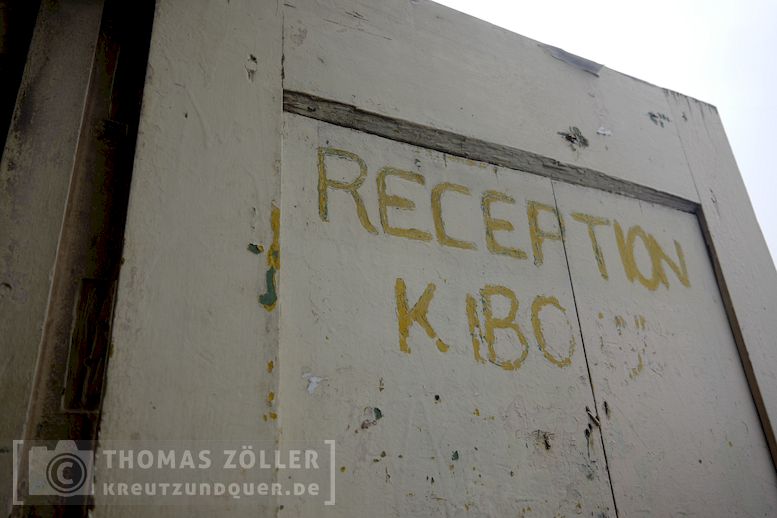 RECEPTION
KIBO
© THOMAS ZÖLLER
KREUTZUNDQUER.DE